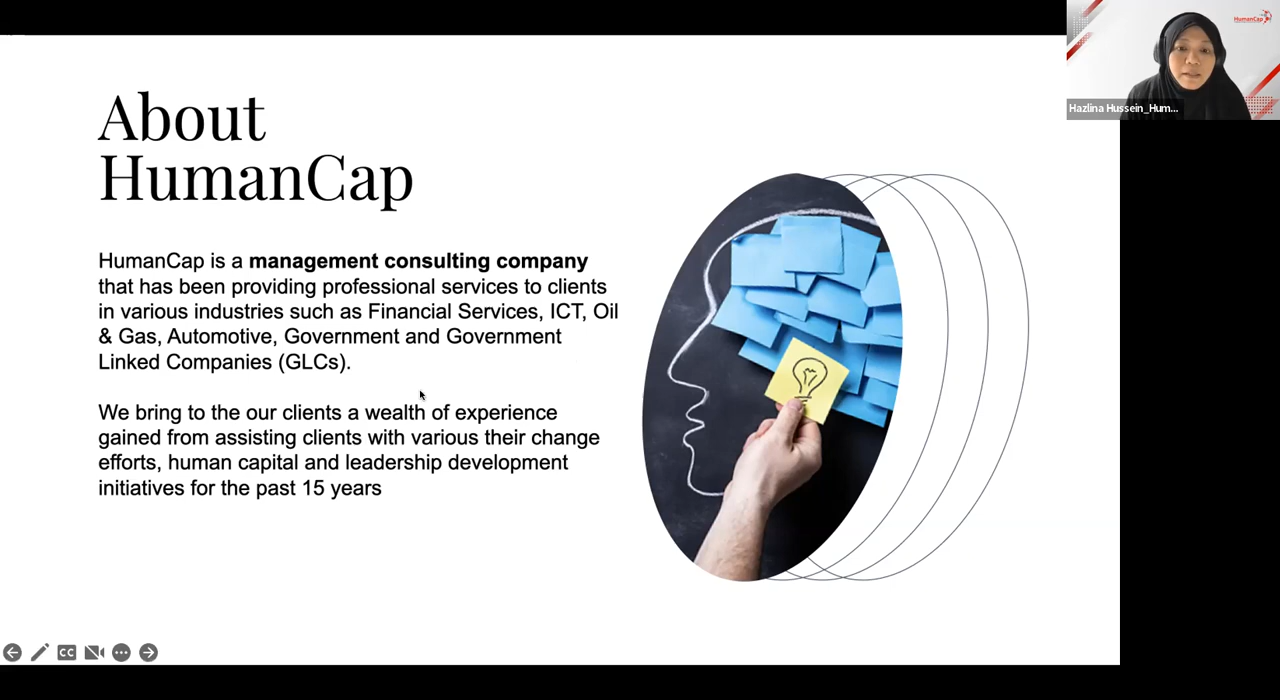 About
HumanCap
HumanCap is a management consulting company
that has been providing professional services to clients
in various industries such as Financial Services, ICT, Oil
& Gas, Automotive, Government and Government
Linked Companies (GLCs).
We bring to the our clients a wealth of experience
gained from assisting clients with various their change
efforts, human capital and leadership development
initiatives for the past 15 years
HumanCap
Hazlina Hussein_Hum...
CC